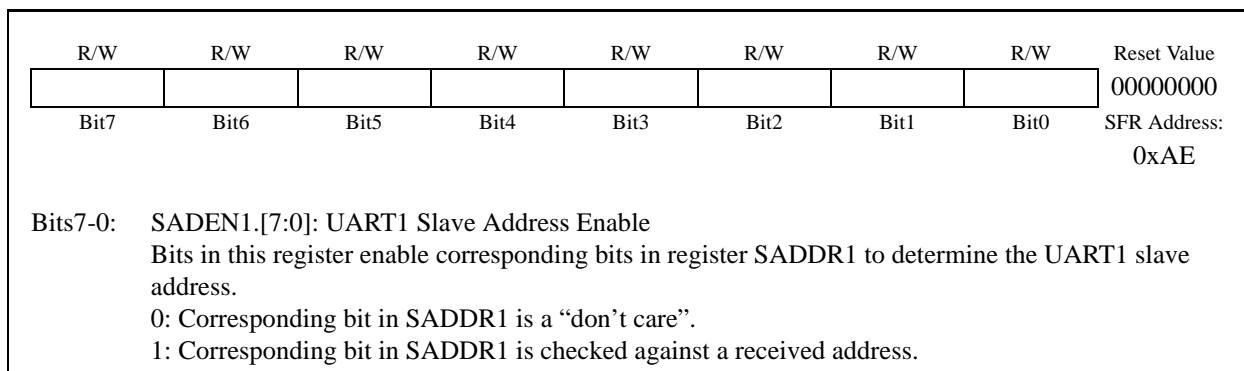 R/W R/W R/W R/W R/W R/W R/W R/W Reset Value
00000000
Bit7 Bit6 Bit5 Bit4 Bit3 Bit2 Bit1 Bit0 SFR Address:
0xAE
Bits7-0: SADEN1.[7:0]: UART1 Slave Address Enable
Bits in this register enable corresponding bits in register SADDR1 to determine the UART1 slave
address.
0: Corresponding bit in SADDR1 is a “don’t care”.
1: Corresponding bit in SADDR1 is checked against a received address.